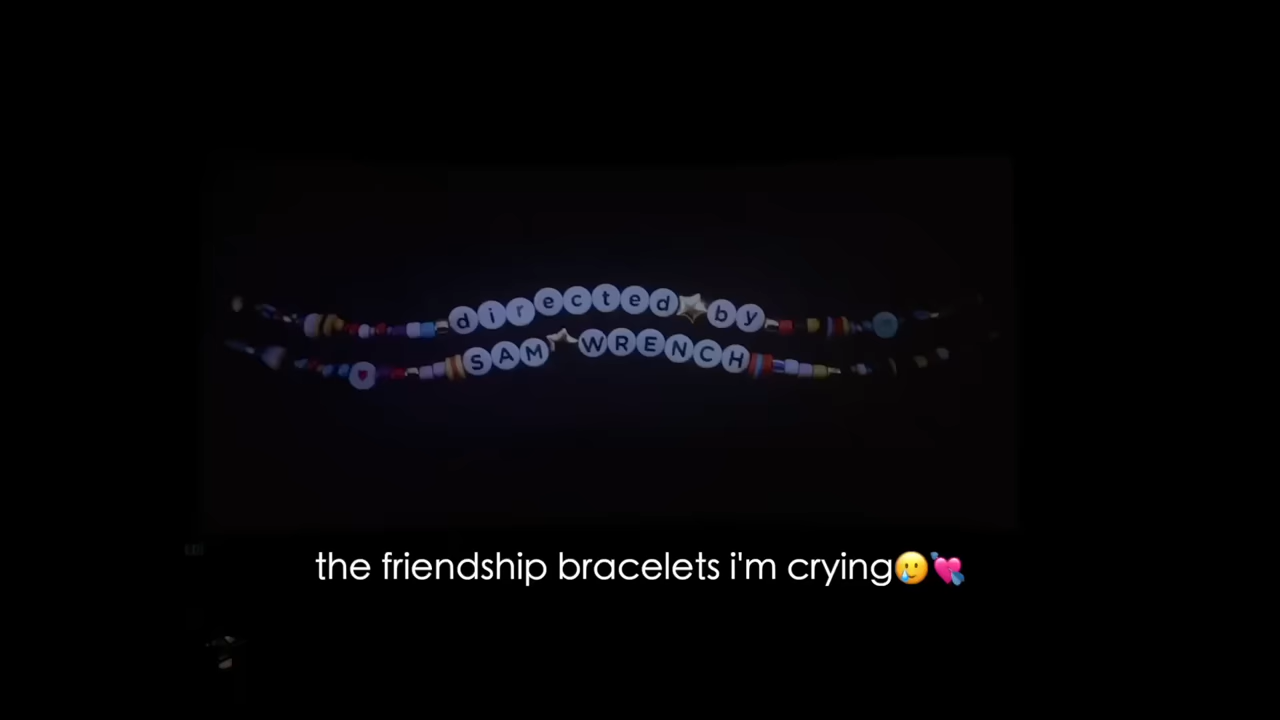 directed by
SAM WRENCH
the friendship bracelets i'm crying🥲💘